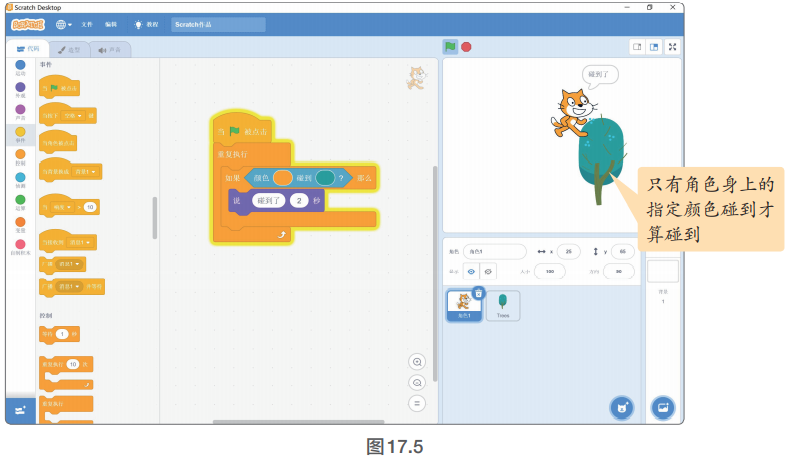 Scratch Desktop
SCRATCH
文件 编辑 教程 Scratch作品
代码 造型 声音
运动
外观
声音
事件
控制
侦测
运算
变量
自制积木
事件
当 被点击
当按下 空格 键
当角色被点击
当背景换成 背景1
当 响度 > 10
当接收到 消息1
广播 消息1
广播 消息1 并等待
控制
等待 1 秒
重复执行 10 次
重复执行
当 被点击
重复执行
如果 颜色 碰到 ? 那么
说 碰到了 2 秒
碰到了
角色 角色1 x 25 y 65
显示 大小 100 方向 90
角色1
Trees
背景
1
只有角色身上的
指定颜色碰到才
算碰到
图17.5